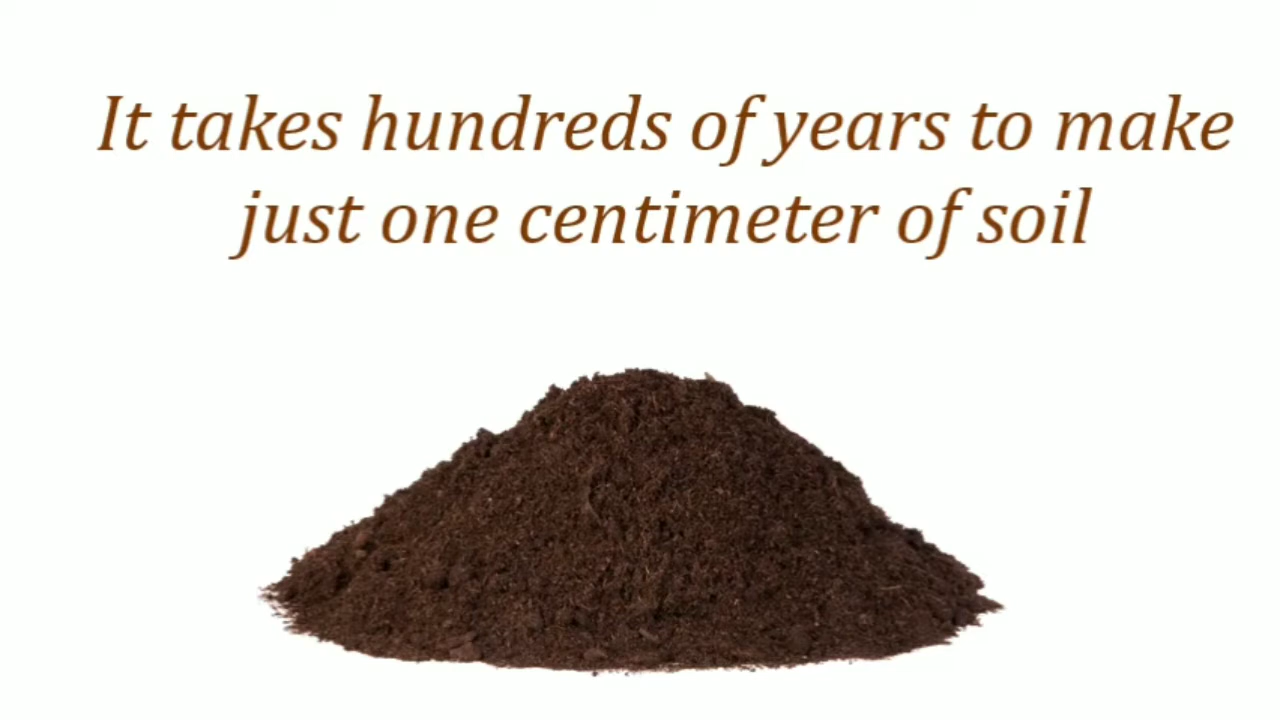 It takes hundreds of years to make
just one centimeter of soil